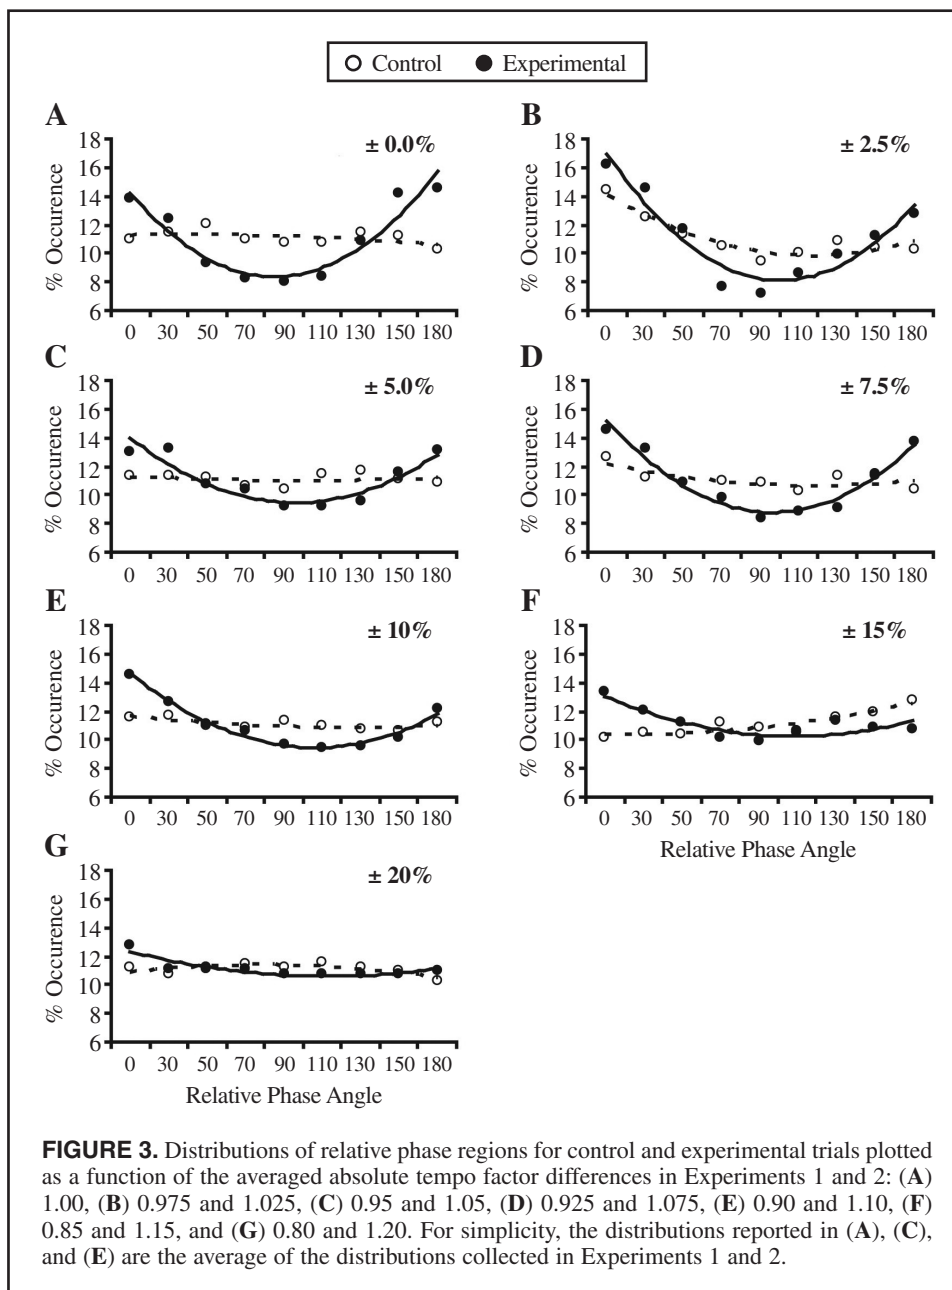 Control Experimental
A
± 0.0%
% Occurence
18
16
14
12
10
8
6
0 30 50 70 90 110 130 150 180
B
± 2.5%
% Occurence
18
16
14
12
10
8
6
0 30 50 70 90 110 130 150 180
C
± 5.0%
% Occurence
18
16
14
12
10
8
6
0 30 50 70 90 110 130 150 180
D
± 7.5%
% Occurence
18
16
14
12
10
8
6
0 30 50 70 90 110 130 150 180
E
± 10%
% Occurence
18
16
14
12
10
8
6
0 30 50 70 90 110 130 150 180
F
± 15%
% Occurence
18
16
14
12
10
8
6
0 30 50 70 90 110 130 150 180
Relative Phase Angle
G
± 20%
% Occurence
18
16
14
12
10
8
6
0 30 50 70 90 110 130 150 180
Relative Phase Angle
FIGURE 3. Distributions of relative phase regions for control and experimental trials plotted
as a function of the averaged absolute tempo factor differences in Experiments 1 and 2: (A)
1.00, (B) 0.975 and 1.025, (C) 0.95 and 1.05, (D) 0.925 and 1.075, (E) 0.90 and 1.10, (F)
0.85 and 1.15, and (G) 0.80 and 1.20. For simplicity, the distributions reported in (A), (C),
and (E) are the average of the distributions collected in Experiments 1 and 2.